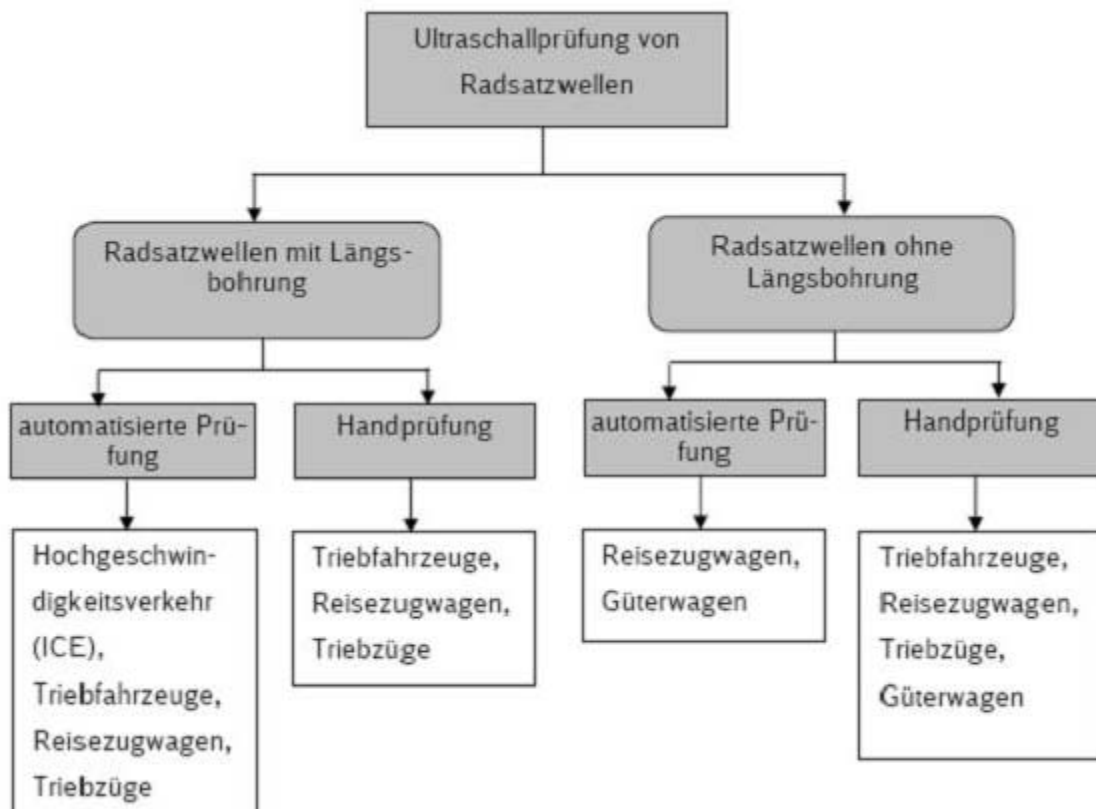 Ultraschallprüfung von
Radsatzwellen
Radsatzwellen mit Längs-
bohrung
Radsatzwellen ohne
Längsbohrung
automatisierte Prü-
fung
Handprüfung
automatisierte Prü-
fung
Handprüfung
Hochgeschwin-
digkeitsverkehr
(ICE),
Triebfahrzeuge,
Reisezugwagen,
Triebzüge
Triebfahrzeuge,
Reisezugwagen,
Triebzüge
Reisezugwagen,
Güterwagen
Triebfahrzeuge,
Reisezugwagen,
Triebzüge,
Güterwagen